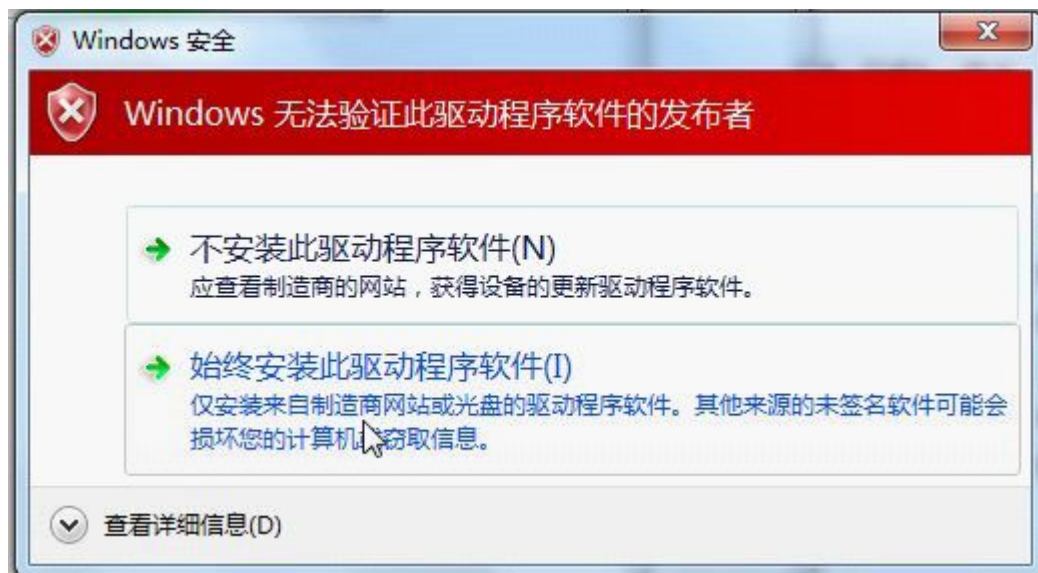 Windows 安全
Windows 无法验证此驱动程序软件的发布者
不安装此驱动程序软件(N)
应查看制造商的网站，获得设备的更新驱动程序软件。
始终安装此驱动程序软件(I)
仅安装来自制造商网站或光盘的驱动程序软件。其他来源的未签名软件可能会
损坏您的计算机窃取信息。
查看详细信息(D)